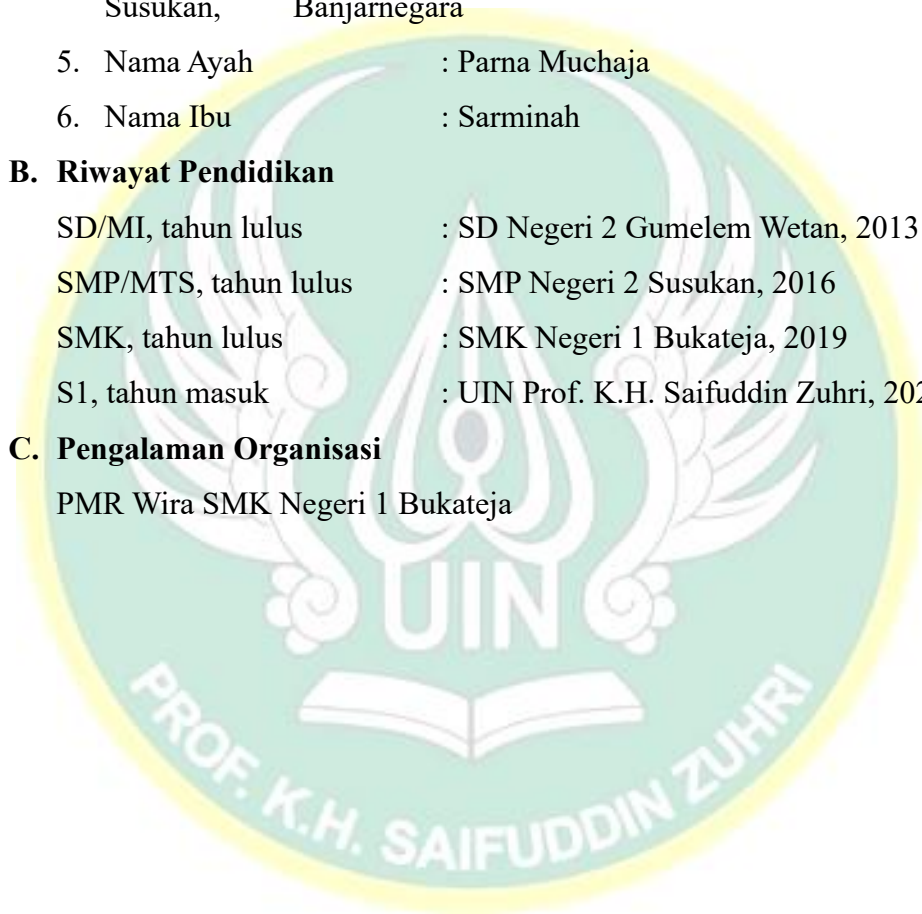 Susukan, Banjarnegara
5. Nama Ayah : Parna Muchaja
6. Nama Ibu : Sarminah
B. Riwayat Pendidikan
SD/MI, tahun lulus : SD Negeri 2 Gumelem Wetan, 2013
SMP/MTS, tahun lulus : SMP Negeri 2 Susukan, 2016
SMK, tahun lulus : SMK Negeri 1 Bukateja, 2019
S1, tahun masuk : UIN Prof. K.H. Saifuddin Zuhri,
C. Pengalaman Organisasi
PMR Wira SMK Negeri 1 Bukateja
UIN
PROF. K.H. SAIFUDDIN ZUHRI